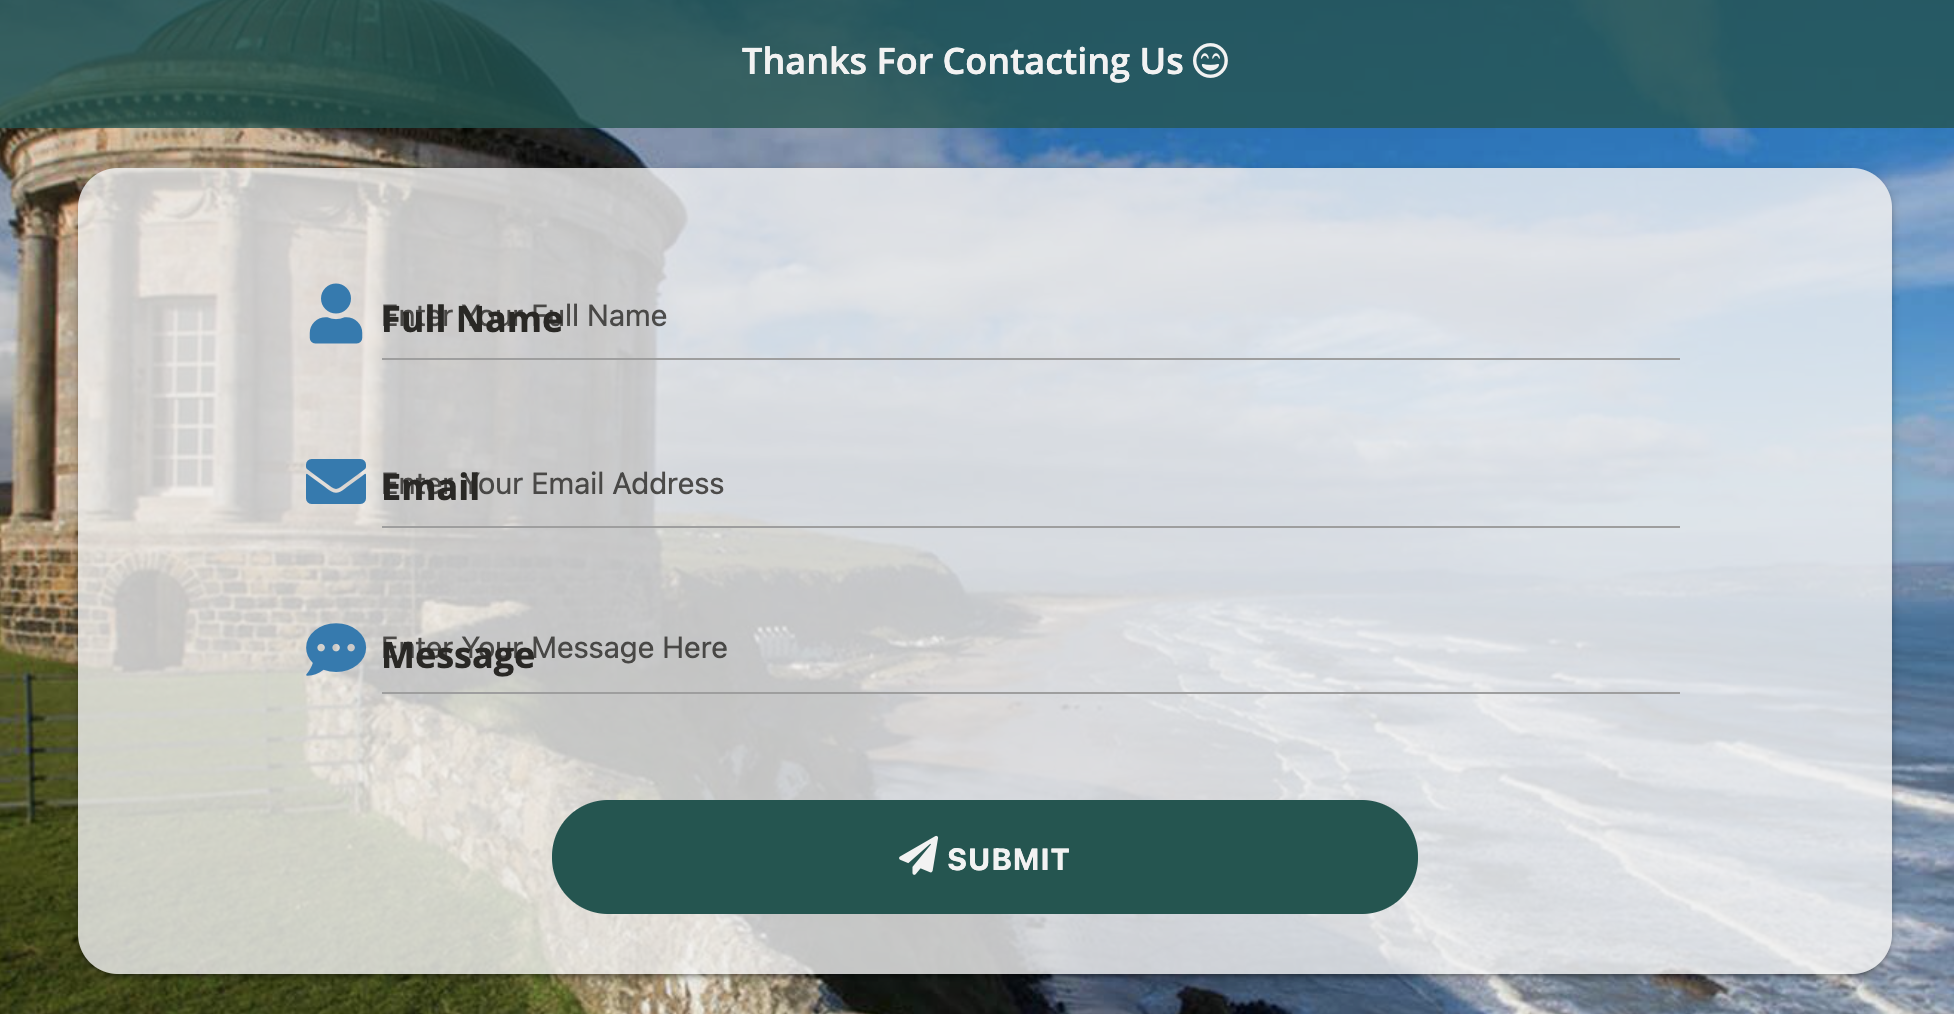 Thanks For Contacting Us
Enter Your Full Name
Full Name
Enter Your Email Address
Email
Enter Your Message Here
Message
SUBMIT